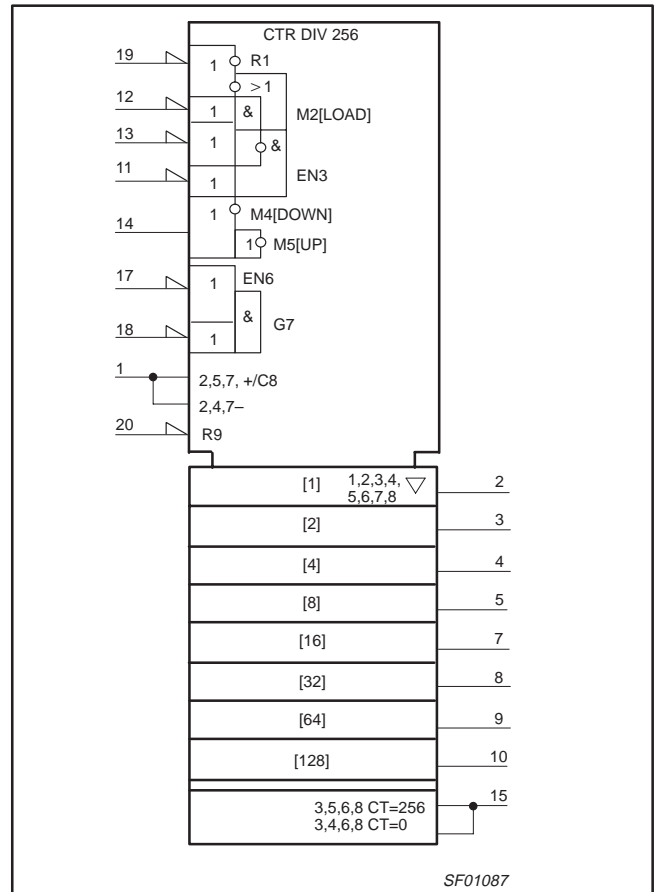 CTR DIV 256
19 1 R1
> 1
12 1 & M2[LOAD]
13 1 &
11 1 EN3
14 1 M4[DOWN]
1 M5[UP]
17 1 EN6
& G7
18 1
1 2,5,7, +/C8
2,4,7–
20 R9
[1] 1,2,3,4, 2
5,6,7,8
[2] 3
[4] 4
[8] 5
[16] 7
[32] 8
[64] 9
[128] 10
3,5,6,8 CT=256 15
3,4,6,8 CT=0
SF01087